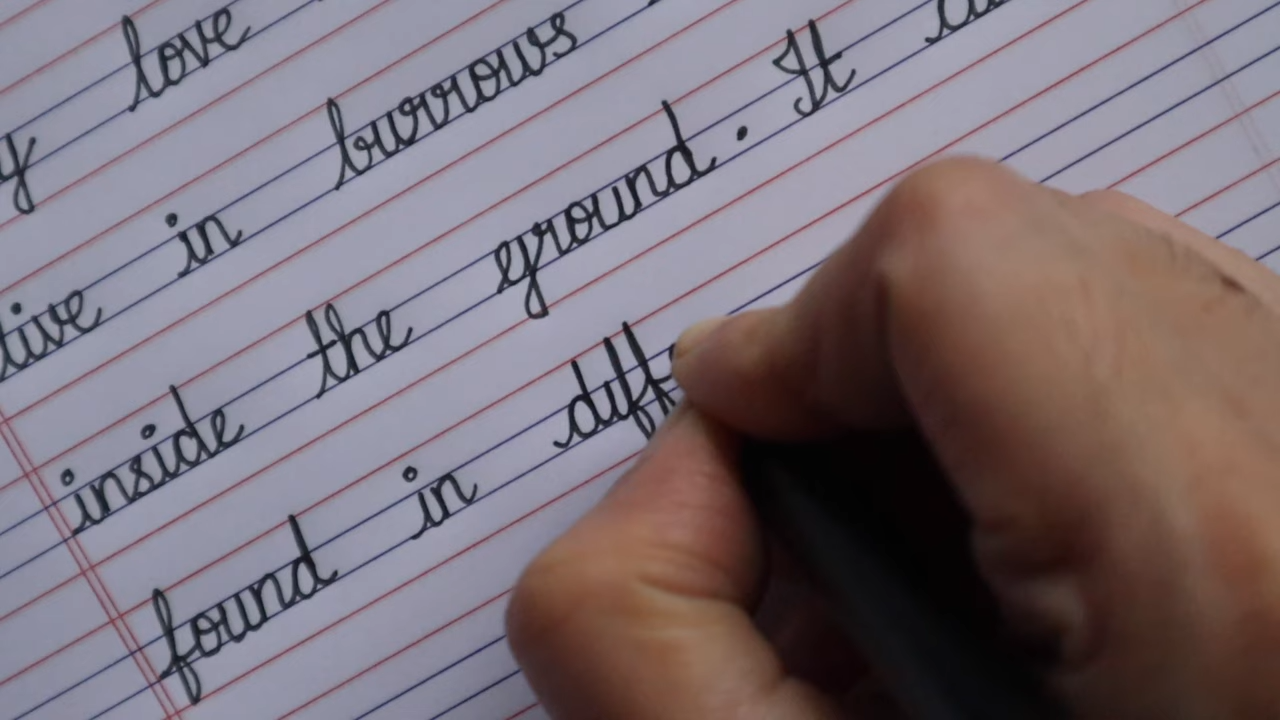 love
live in burrows
inside the ground. It
found in diff